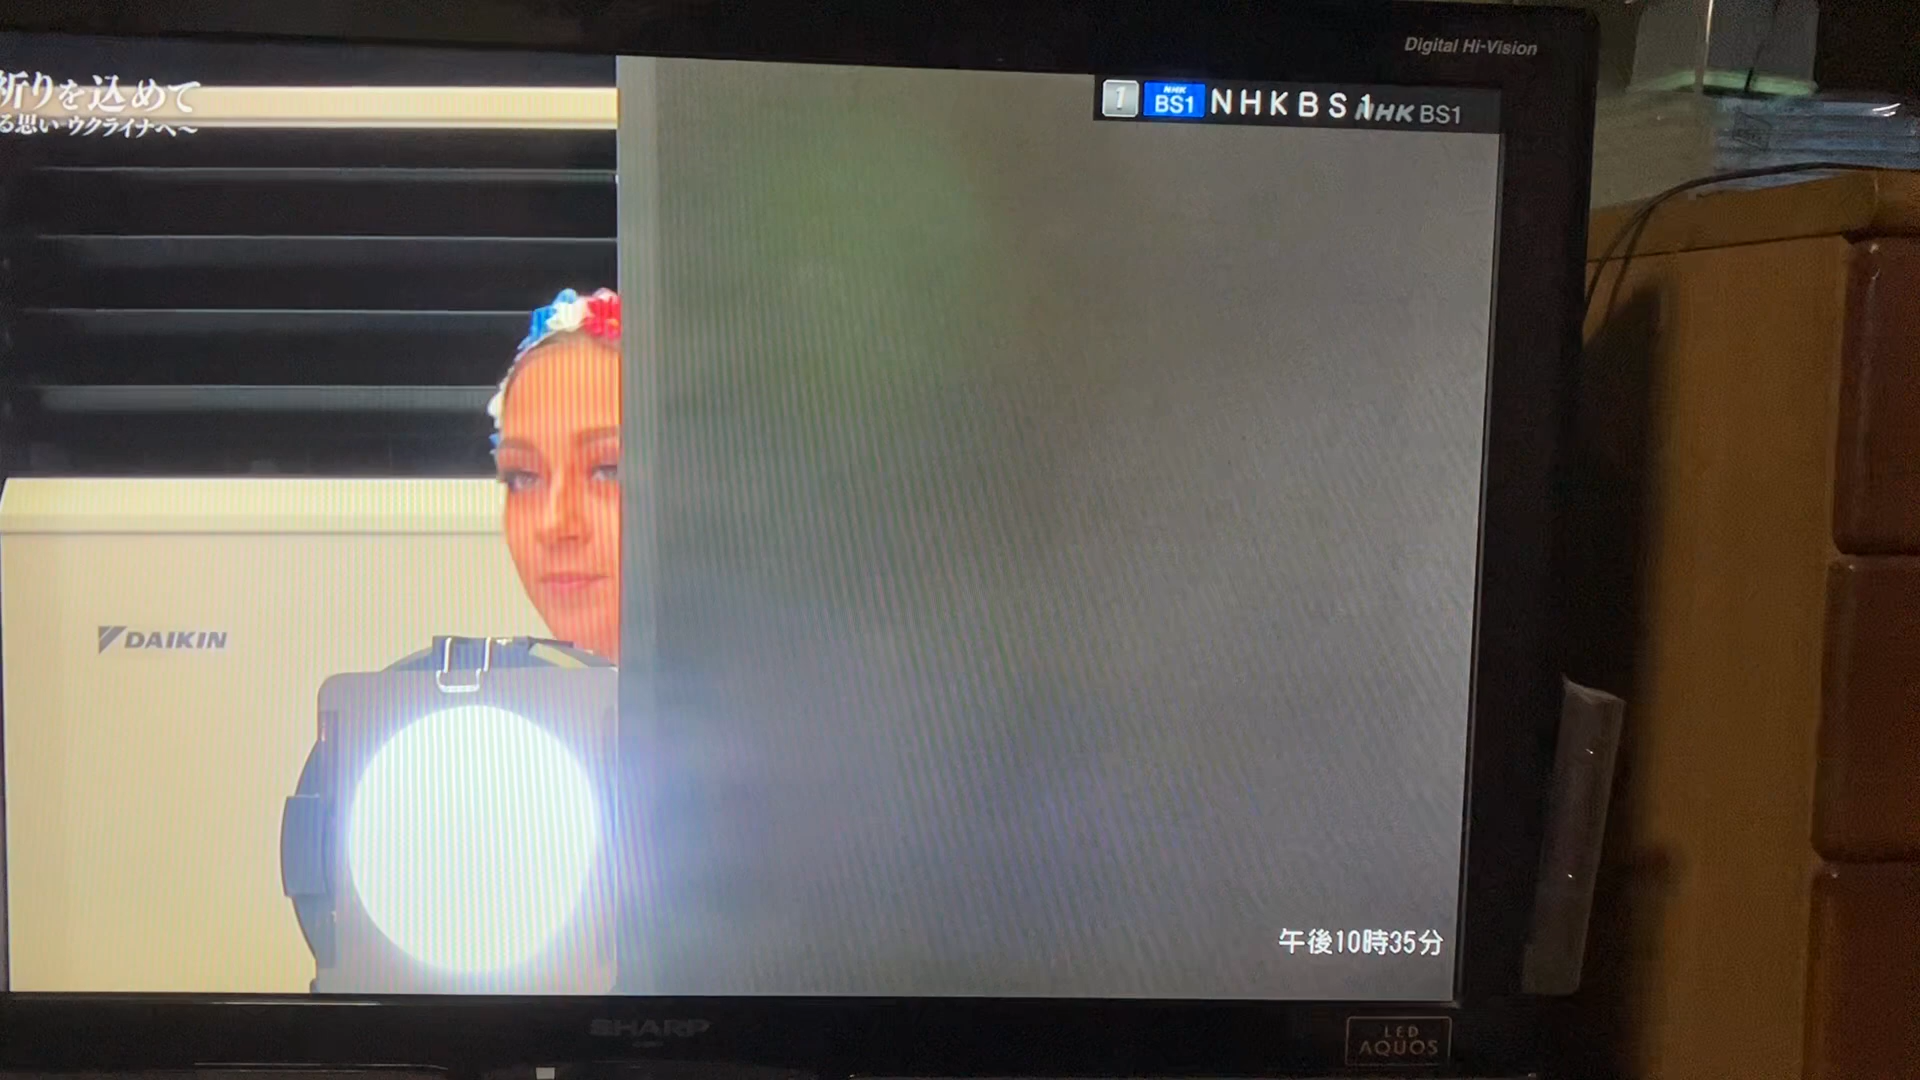 Digital Hi-Vision
祈りを込めて
る思い ウクライナへ～
1 NHK BS1 NHKBS1 NHK BS1
DAIKIN
午後10時35分
SHARP
LED
AQUOS